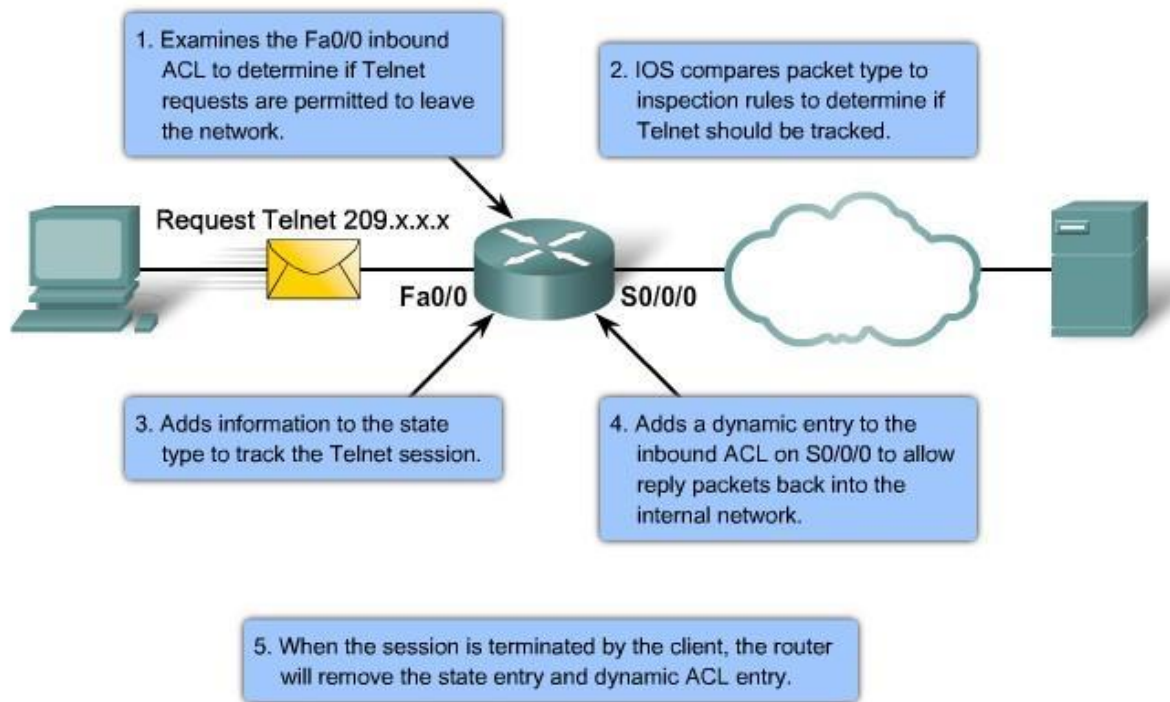 1. Examines the Fa0/0 inbound
ACL to determine if Telnet
requests are permitted to leave
the network.
2. IOS compares packet type to
inspection rules to determine if
Telnet should be tracked.
Request Telnet 209.x.x.x
Fa0/0
S0/0/0
3. Adds information to the state
type to track the Telnet session.
4. Adds a dynamic entry to the
inbound ACL on S0/0/0 to allow
reply packets back into the
internal network.
5. When the session is terminated by the client, the router
will remove the state entry and dynamic ACL entry.